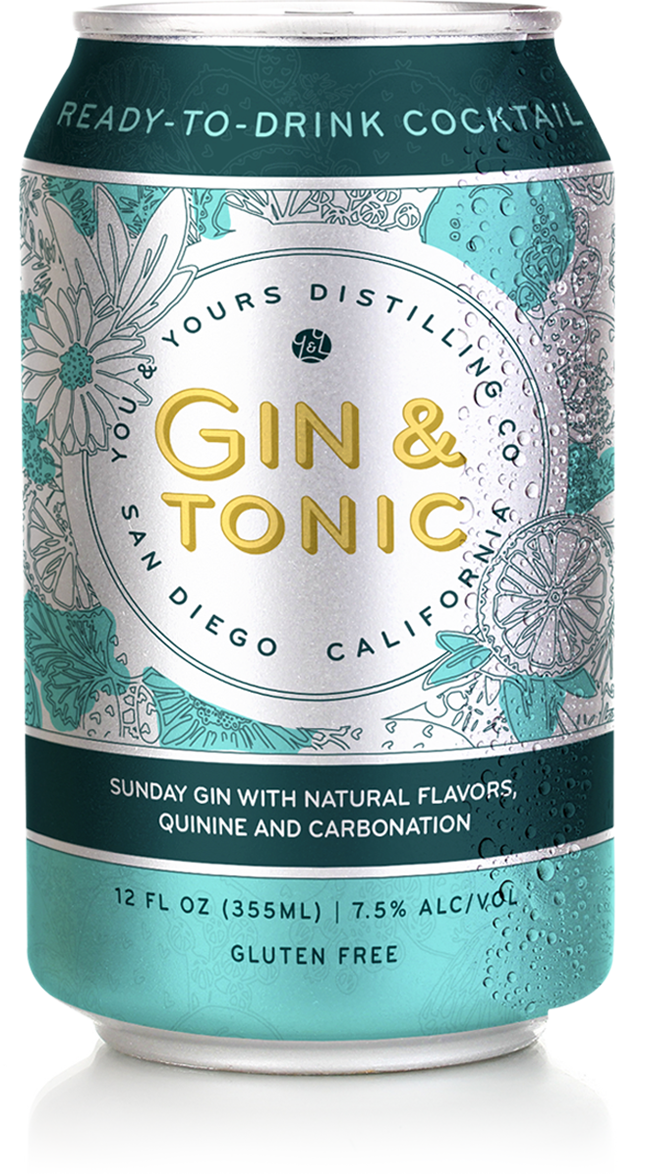 READY-TO-DRINK COCKTAIL
YOU & YOURS DISTILLING CO
Y&Y
GIN &
TONIC
SAN DIEGO CALIFORNIA
SUNDAY GIN WITH NATURAL FLAVORS,
QUININE AND CARBONATION
12 FL OZ (355ML) | 7.5% ALC/VOL
GLUTEN FREE